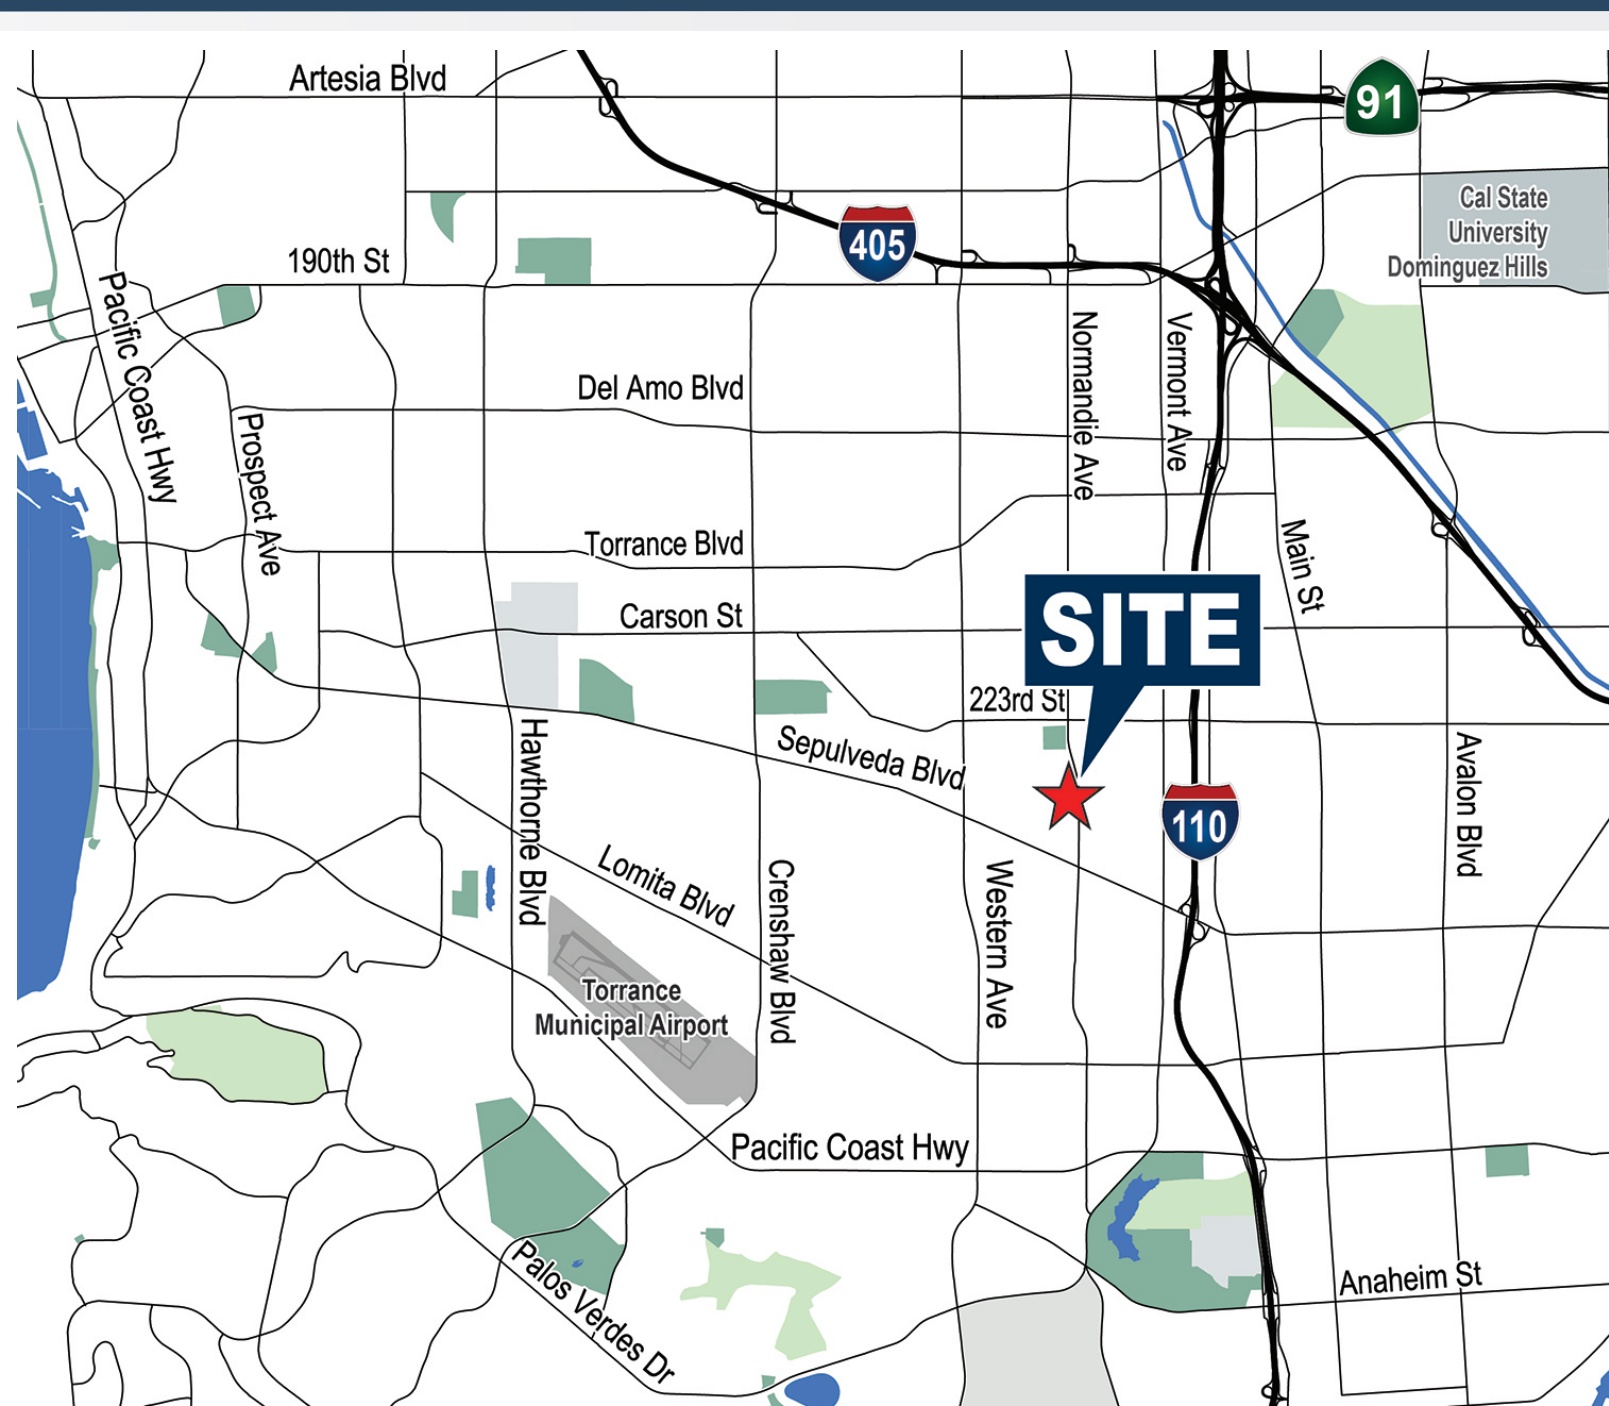 Artesia Blvd
91
Cal State
University
Dominguez Hills
405
190th St
Pacific Coast Hwy
Normandie Ave
Vermont Ave
Del Amo Blvd
Prospect Ave
Main St
Torrance Blvd
Carson St
SITE
223rd St
Hawthorne Blvd
Sepulveda Blvd
Avalon Blvd
110
Lomita Blvd
Crenshaw Blvd
Western Ave
Torrance
Municipal Airport
Pacific Coast Hwy
Palos Verdes Dr
Anaheim St